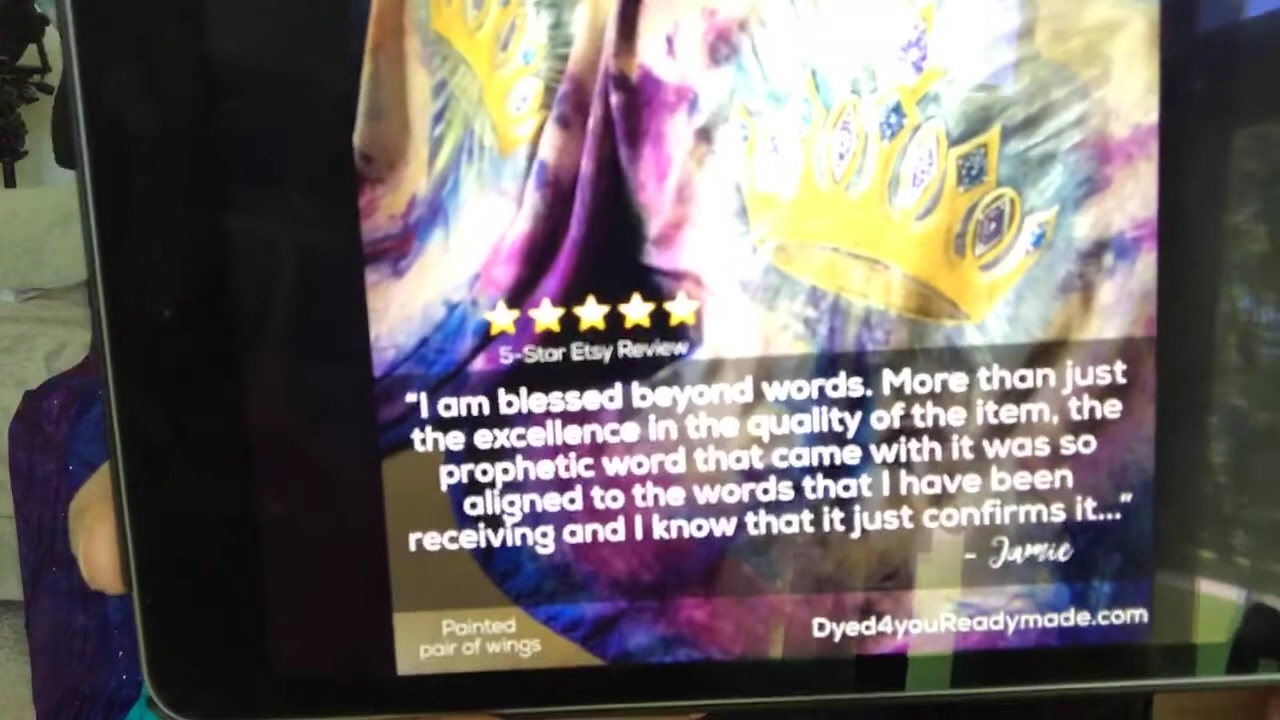 5-Star Etsy Review
"I am blessed beyond words. More than just
the excellence in the quality of the item, the
prophetic word that came with it was so
aligned to the words that I have been
receiving and I know that it just confirms it..."
- Jamie
Painted
pair of wings
Dyed4youReadymade.com